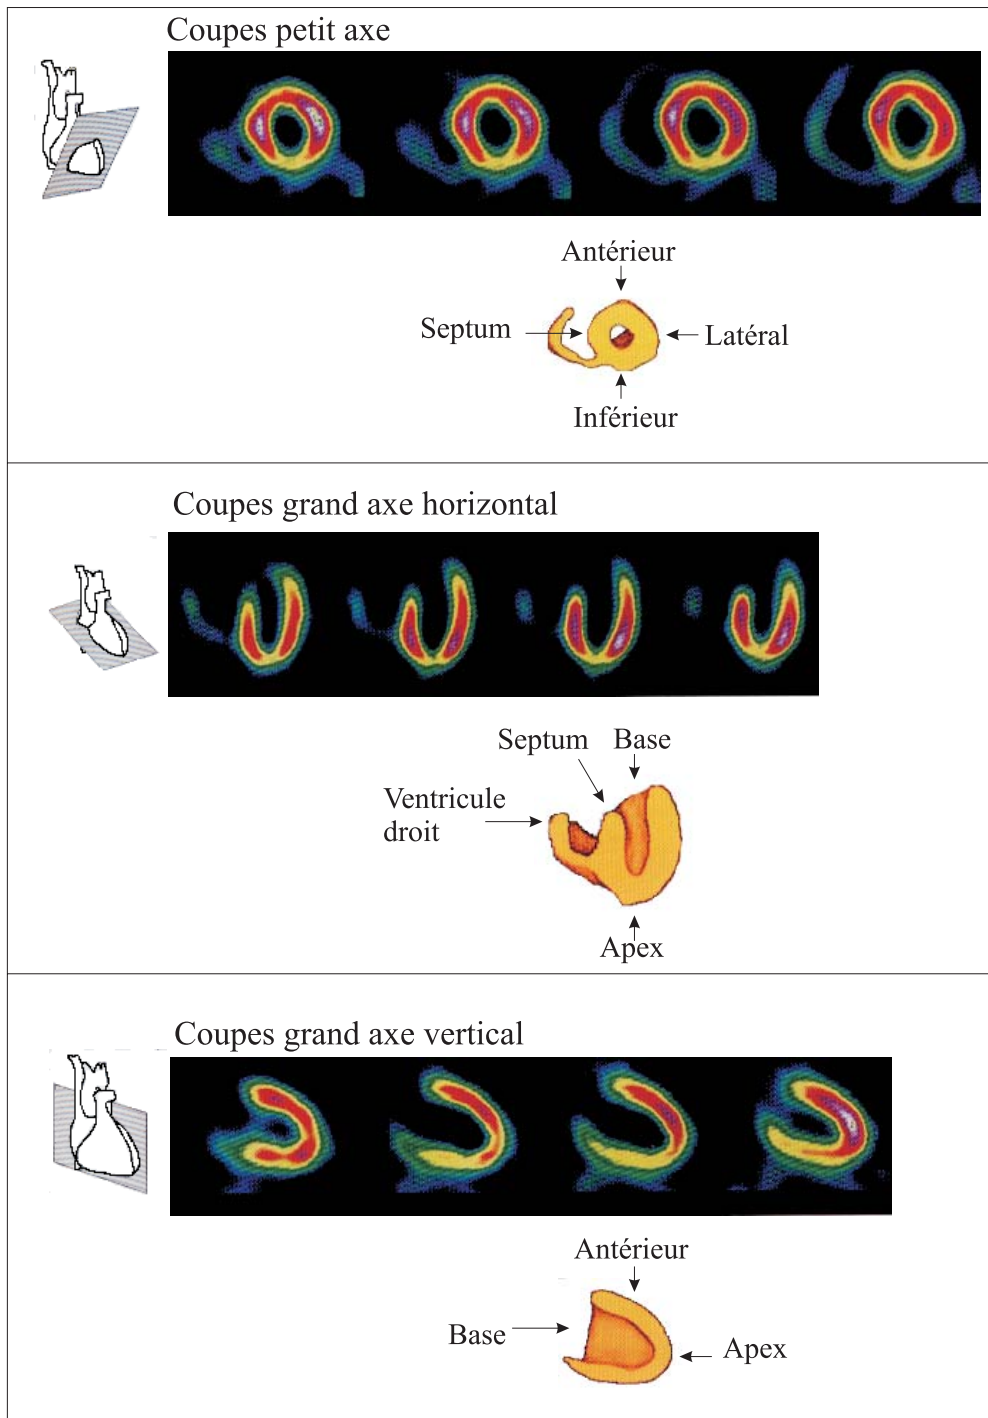 Coupes petit axe
Antérieur
Septum
Latéral
Inférieur
Coupes grand axe horizontal
Septum
Base
Ventricule
droit
Apex
Coupes grand axe vertical
Antérieur
Base
Apex